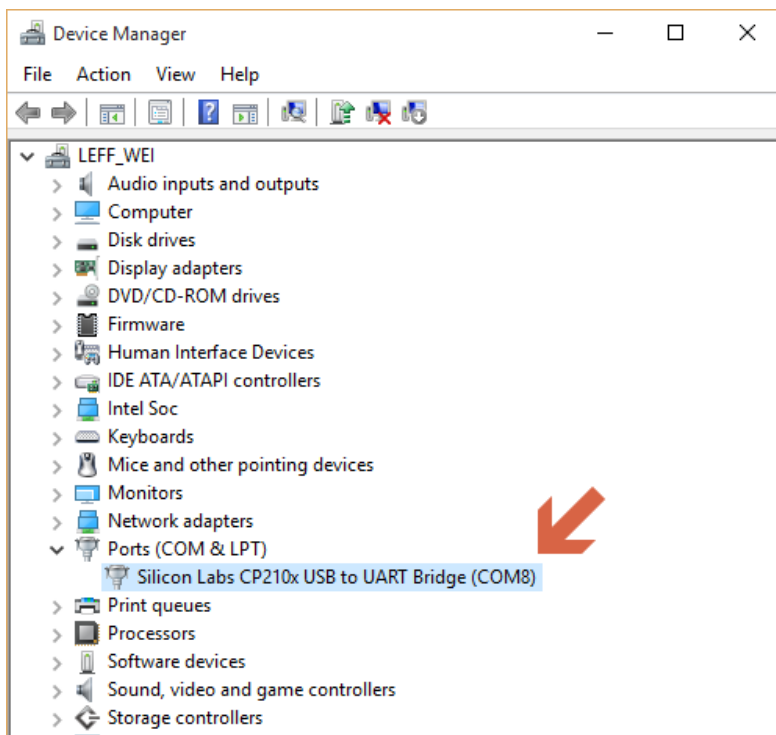 Device Manager
File Action View Help
LEFF_WEI
Audio inputs and outputs
Computer
Disk drives
Display adapters
DVD/CD-ROM drives
Firmware
Human Interface Devices
IDE ATA/ATAPI controllers
Intel Soc
Keyboards
Mice and other pointing devices
Monitors
Network adapters
Ports (COM & LPT)
Silicon Labs CP210x USB to UART Bridge (COM8)
Print queues
Processors
Software devices
Sound, video and game controllers
Storage controllers